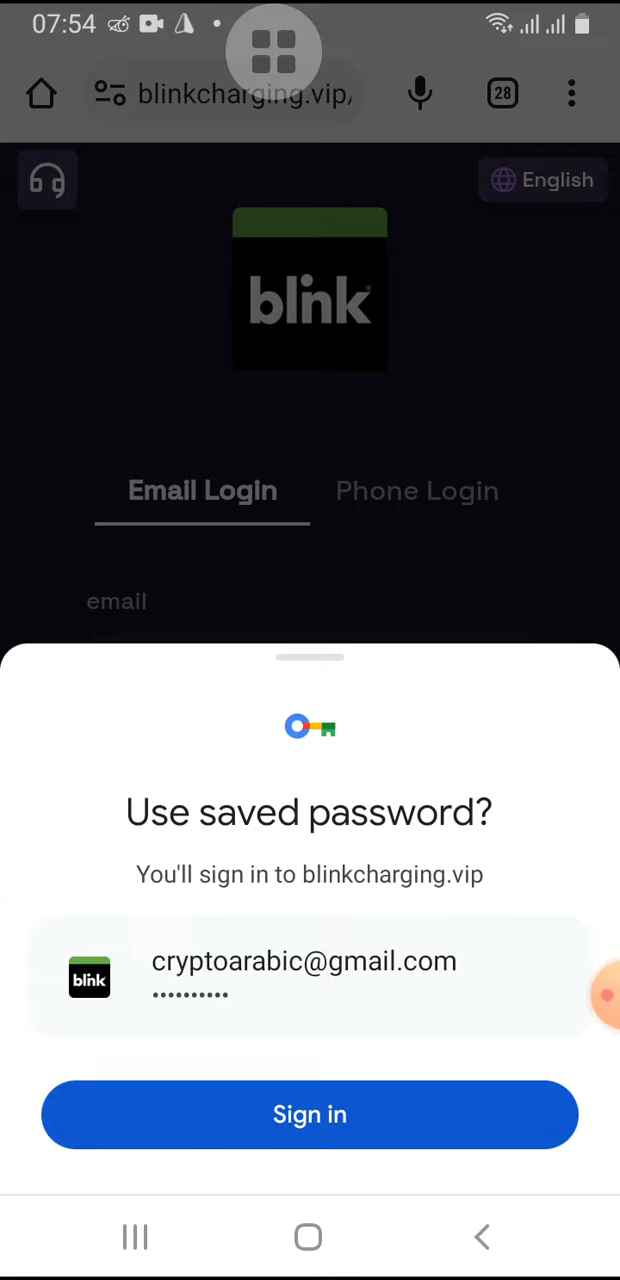 07:54
blinkcharging.vip/
28
English
blink
Email Login
Phone Login
email
Use saved password?
You'll sign in to blinkcharging.vip
blink
cryptoarabic@gmail.com
••••••••••
Sign in